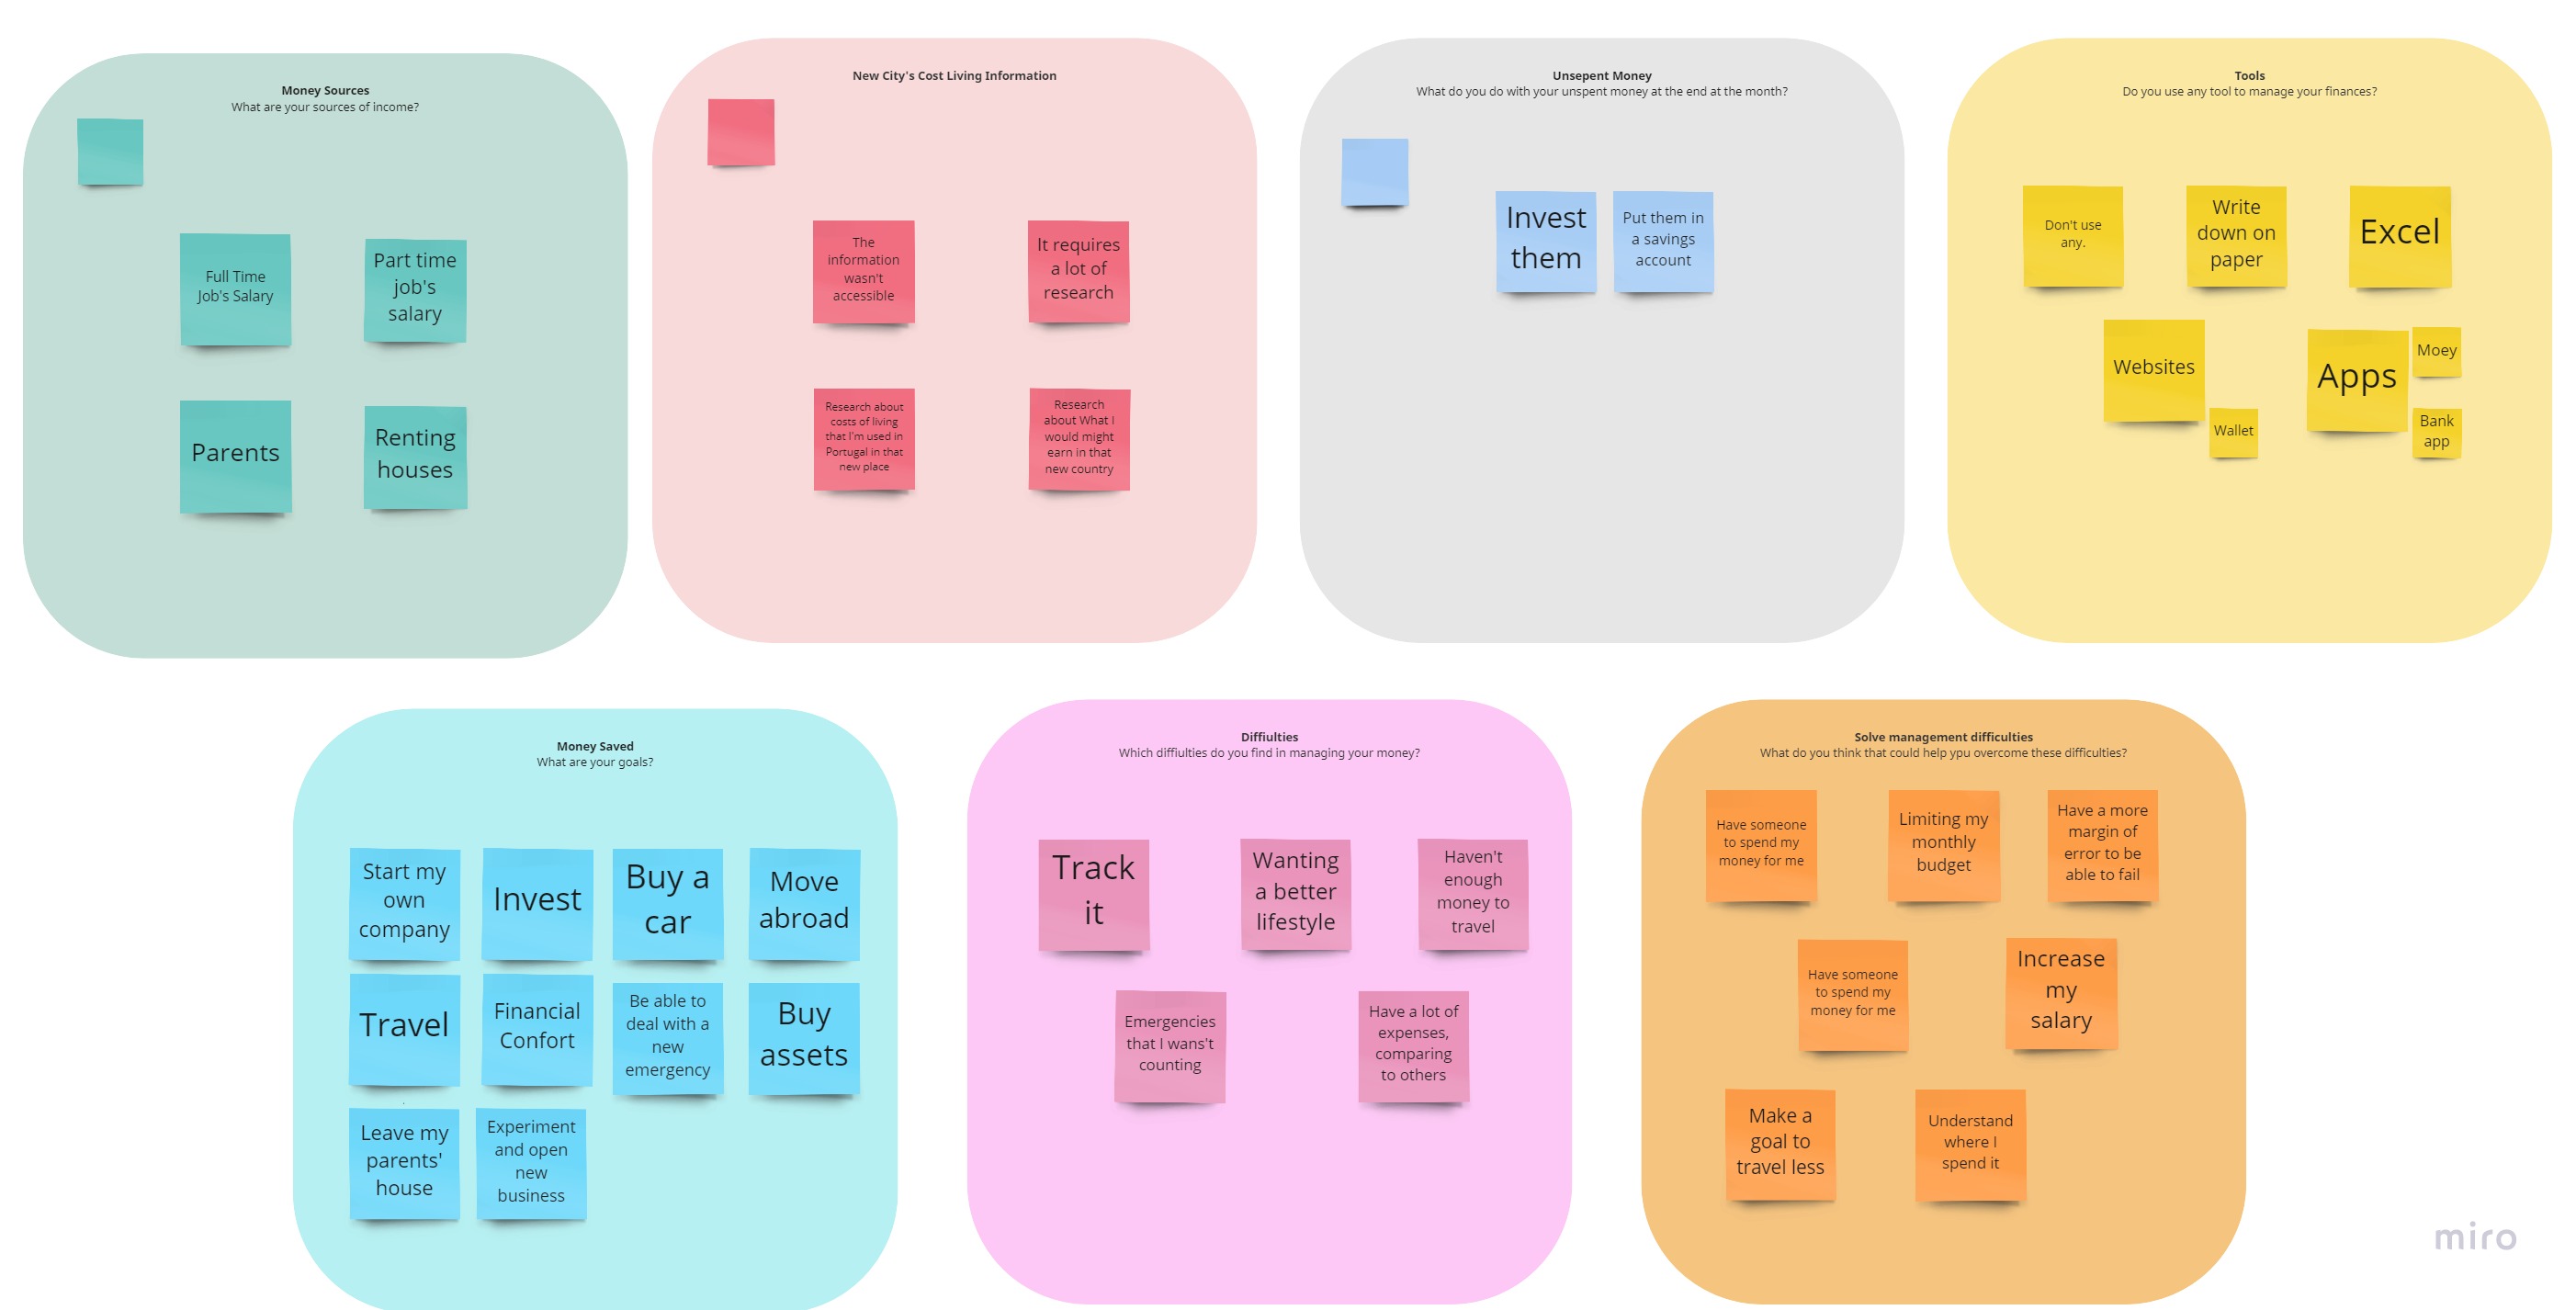 Money Sources
What are your sources of income?
Full Time
Job's Salary
Part time
job's
salary
Parents
Renting
houses
New City's Cost Living Information
The
information
wasn't
accessible
It requires
a lot of
research
Research about
costs of living
that I'm used in
Portugal in that
new place
Research
about What I
would might
earn in that
new country
Unsepent Money
What do you do with your unspent money at the end at the month?
Invest
them
Put them in
a savings
account
Tools
Do you use any tool to manage your finances?
Don't use
any.
Write
down on
paper
Excel
Websites
Wallet
Apps
Moey
Bank
app
Money Saved
What are your goals?
Start my
own
company
Invest
Buy a
car
Move
abroad
Travel
Financial
Confort
Be able to
deal with a
new
emergency
Buy
assets
Leave my
parents'
house
Experiment
and open
new
business
Diffiulties
Which diffiulties do you find in managing your money?
Track
it
Wanting
a better
lifestyle
Haven't
enough
money to
travel
Emergencies
that I wans't
counting
Have a lot of
expenses,
comparing
to others
Solve management difficulties
What do you think that could help ypu overcome these difficulties?
Have someone
to spend my
money for me
Limiting my
monthly
budget
Have a more
margin of
error to be
able to fail
Have someone
to spend my
money for me
Increase
my
salary
Make a
goal to
travel less
Understand
where I
spend it
miro